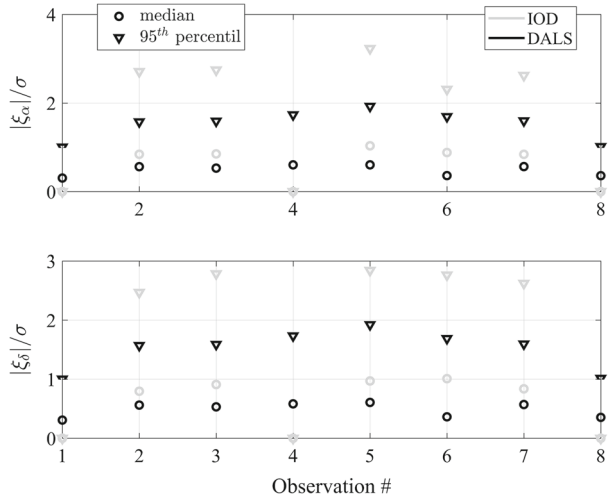 median
95th percentil
IOD
DALS
|ξα|/σ
4
2
0
2
4
6
8
|ξδ|/σ
3
2
1
0
1
2
3
4
5
6
7
8
Observation #